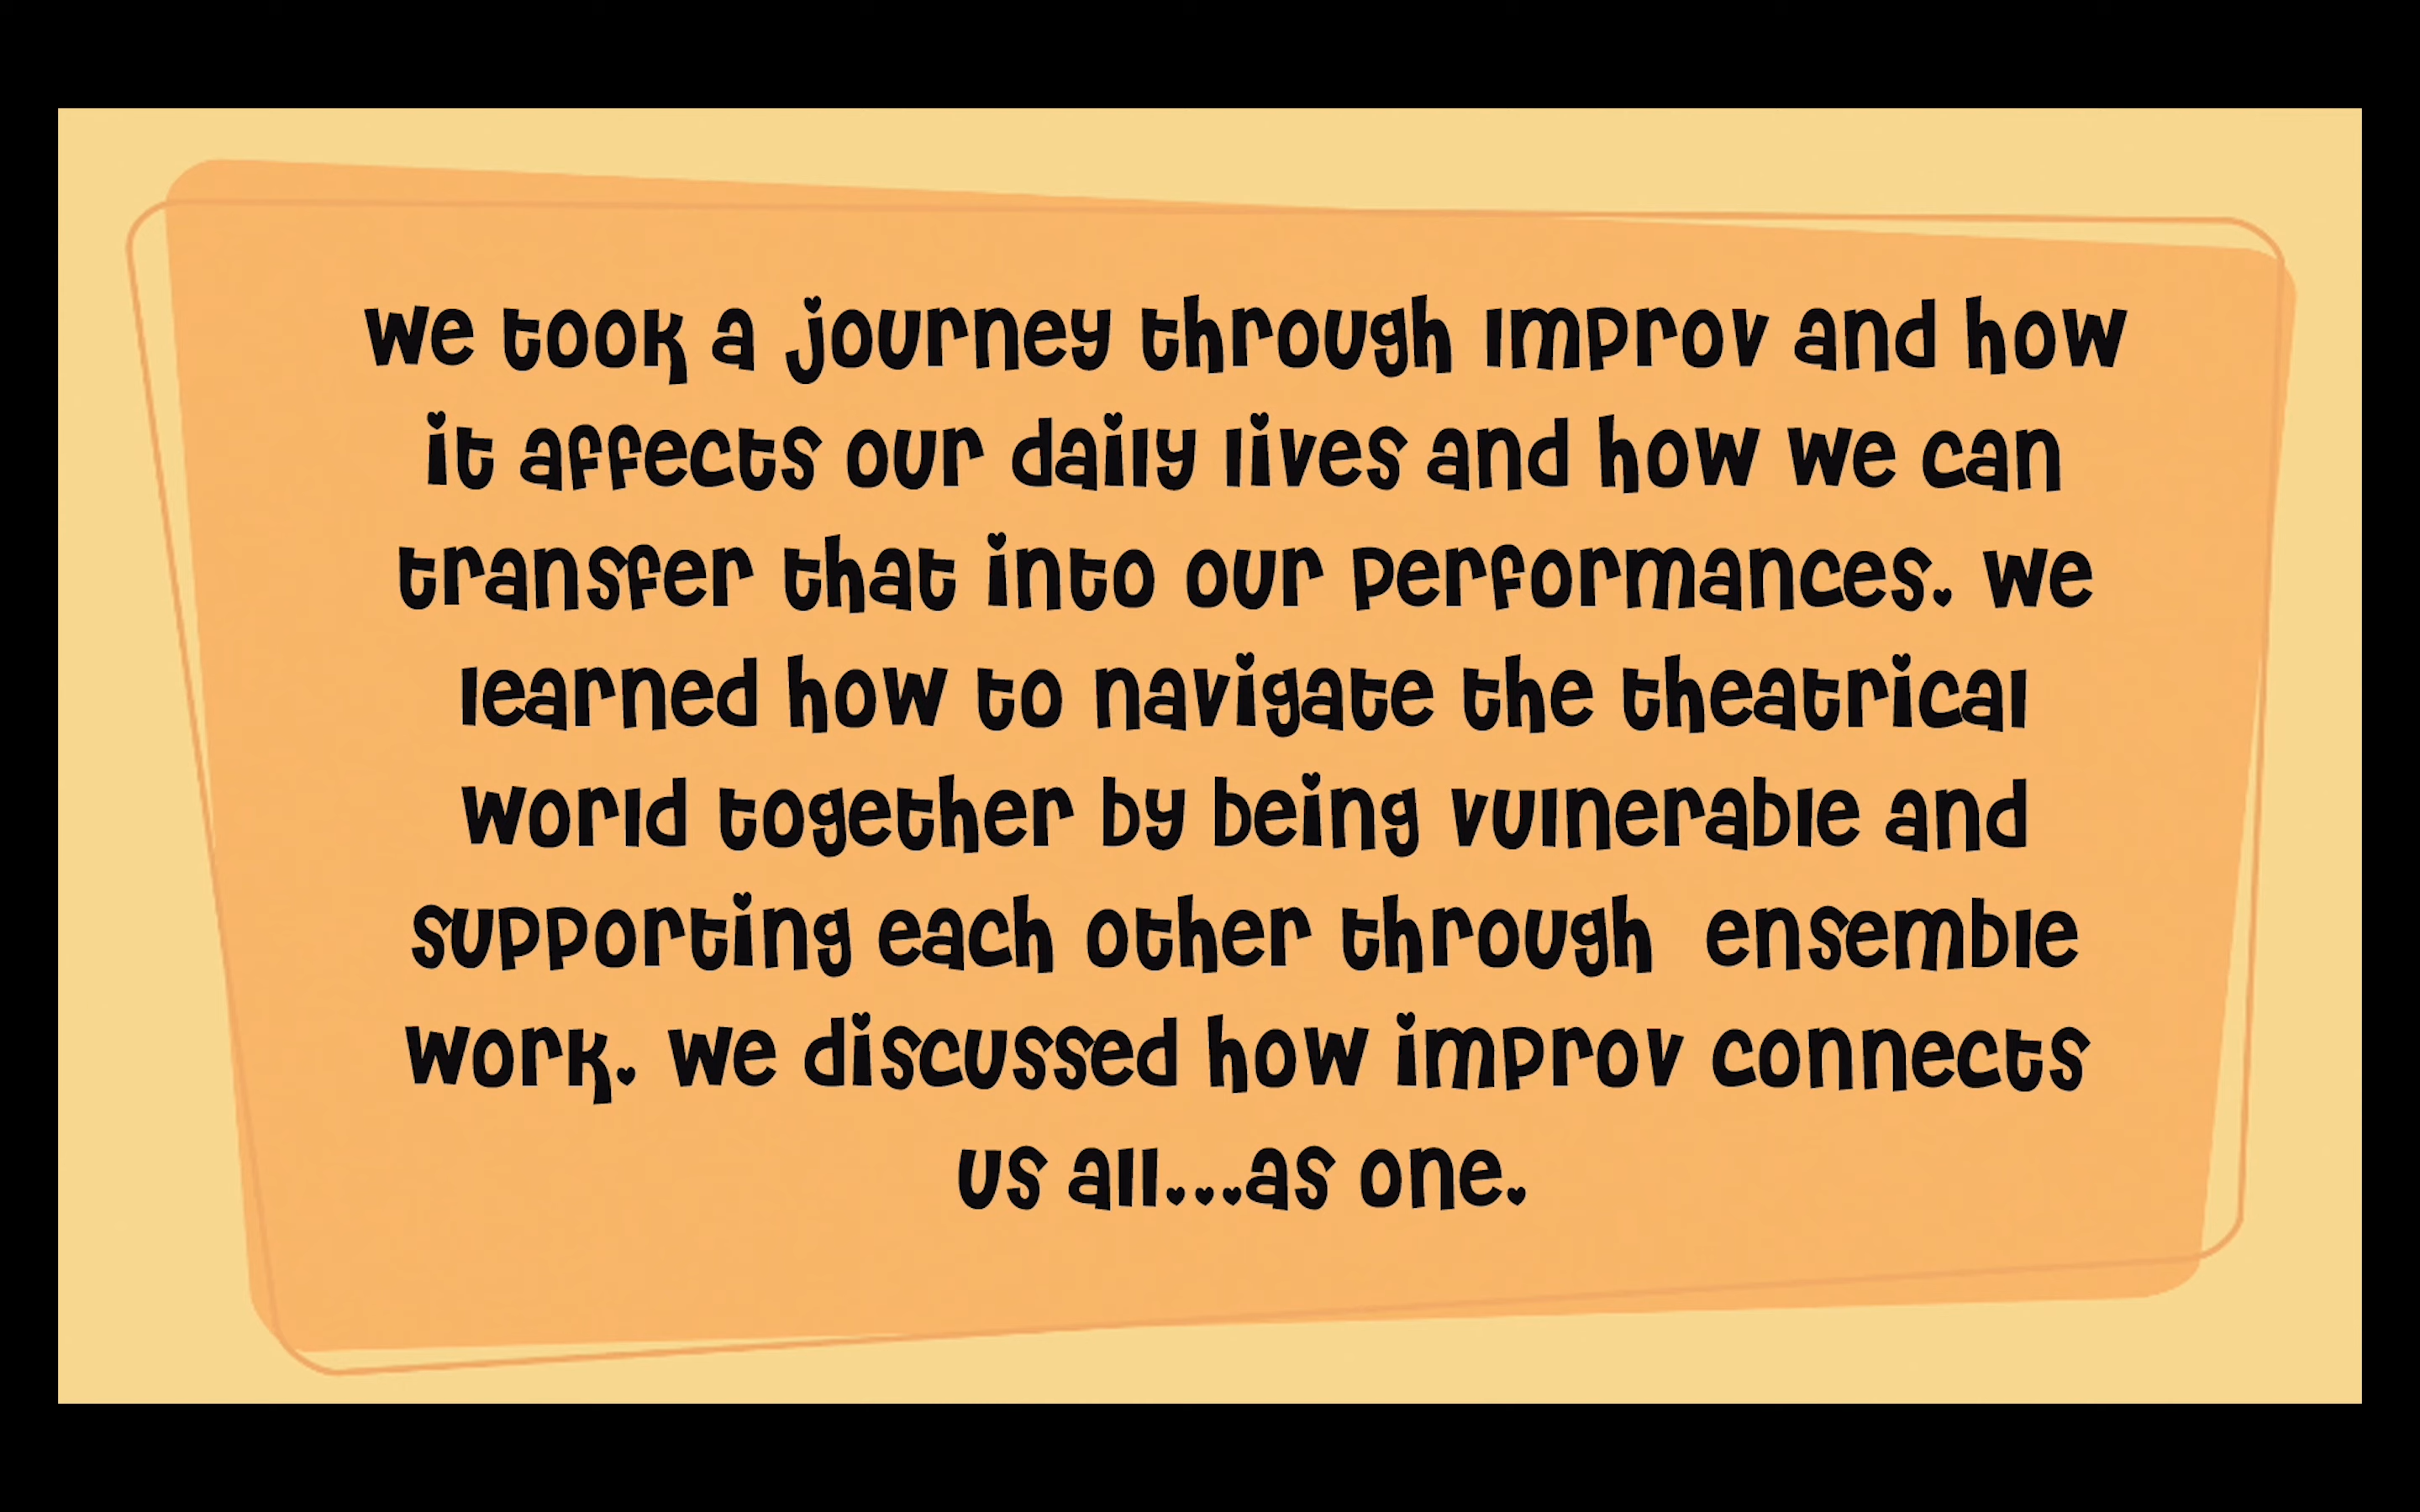 we took a journey through Improv and how
it affects our daily lives and how we can
transfer that into our performances. we
learned how to navigate the theatrical
world together by being vulnerable and
supporting each other through  ensemble
work. we discussed how improv connects
us all...as one.